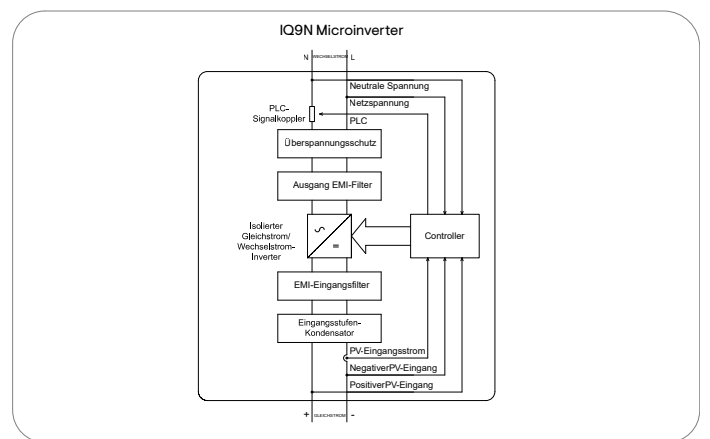 IQ9N Microinverter
N WECHSELSTROM L
Neutrale Spannung
Netzspannung
PLC-
Signalkoppler
PLC
Überspannungsschutz
Ausgang EMI-Filter
Isolierter
Gleichstrom/
Wechselstrom-
Inverter
Controller
EMI-Eingangsfilter
Eingangsstufen-
Kondensator
PV-Eingangsstrom
NegativerPV-Eingang
PositiverPV-Eingang
+ GLEICHSTROM -